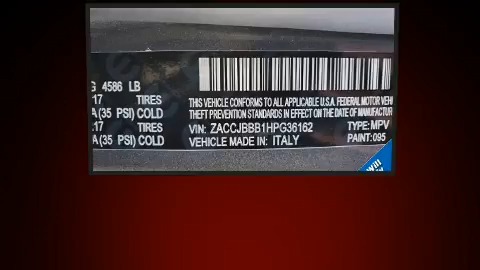 G 4586 LB
17 TIRES
A(35 PSI) COLD
.17 TIRES
A(35 PSI) COLD
THIS VEHICLE CONFORMS TO ALL APPLICABLE U.S.A. FEDERAL MOTOR VEHI
THEFT PREVENTION STANDARDS IN EFFECT ON THE DATE OF MANUFACTUR
VIN: ZACCJBBB1HPG36162 TYPE: MPV
VEHICLE MADE IN: ITALY PAINT: 095